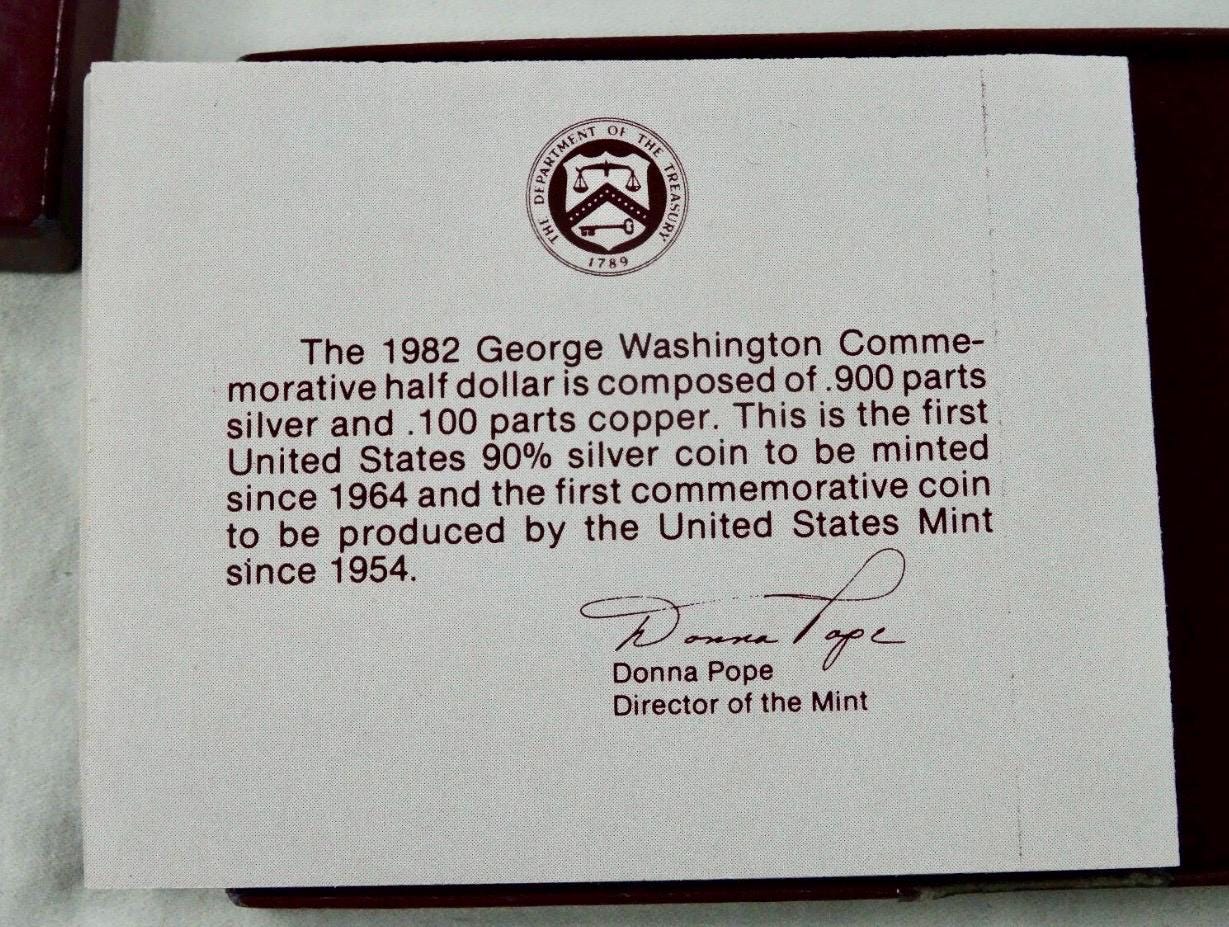 THE DEPARTMENT OF THE TREASURY
1789
The 1982 George Washington Comme-
morative half dollar is composed of .900 parts
silver and .100 parts copper. This is the first
United States 90% silver coin to be minted
since 1964 and the first commemorative coin
to be produced by the United States Mint
since 1954.
Donna Pope
Donna Pope
Director of the Mint